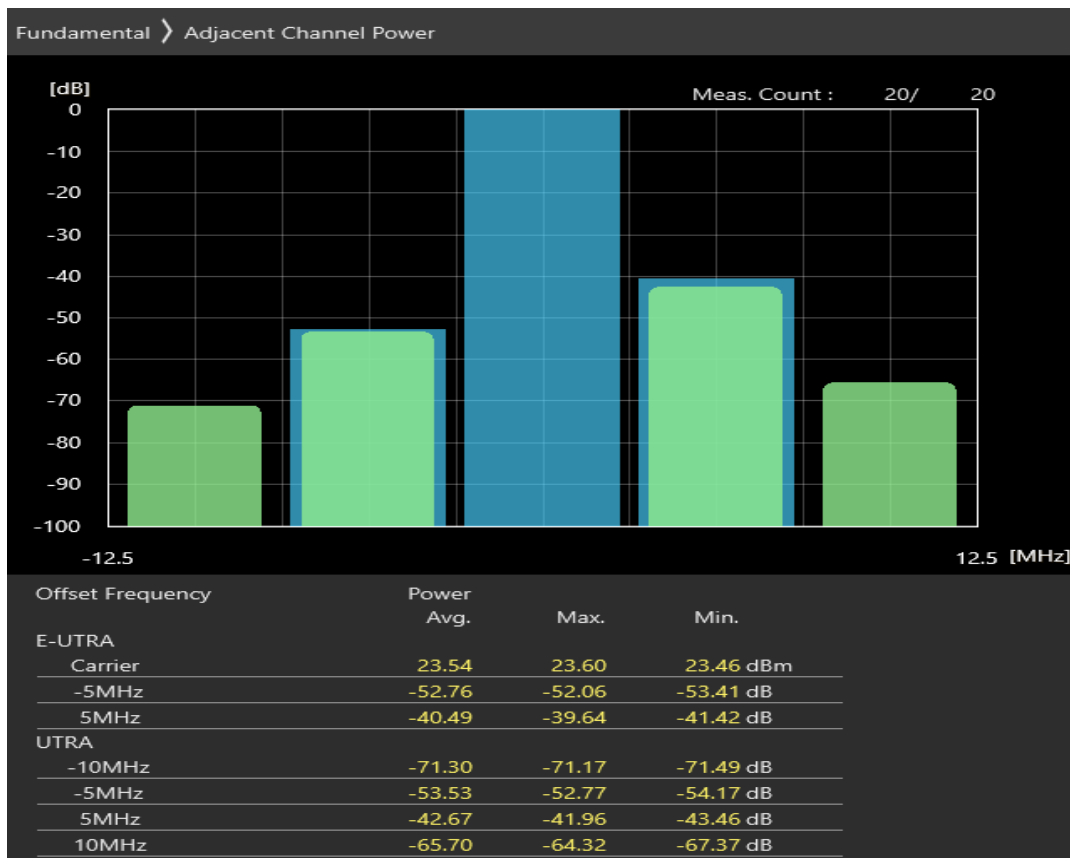 Fundamental 〉 Adjacent Channel Power
[dB]
Meas. Count : 20/ 20
0
-10
-20
-30
-40
-50
-60
-70
-80
-90
-100
-12.5 12.5 [MHz]
Offset Frequency Power
Avg. Max. Min.
E-UTRA
Carrier 23.54 23.60 23.46 dBm
-5MHz -52.76 -52.06 -53.41 dB
5MHz -40.49 -39.64 -41.42 dB
UTRA
-10MHz -71.30 -71.17 -71.49 dB
-5MHz -53.53 -52.77 -54.17 dB
5MHz -42.67 -41.96 -43.46 dB
10MHz -65.70 -64.32 -67.37 dB